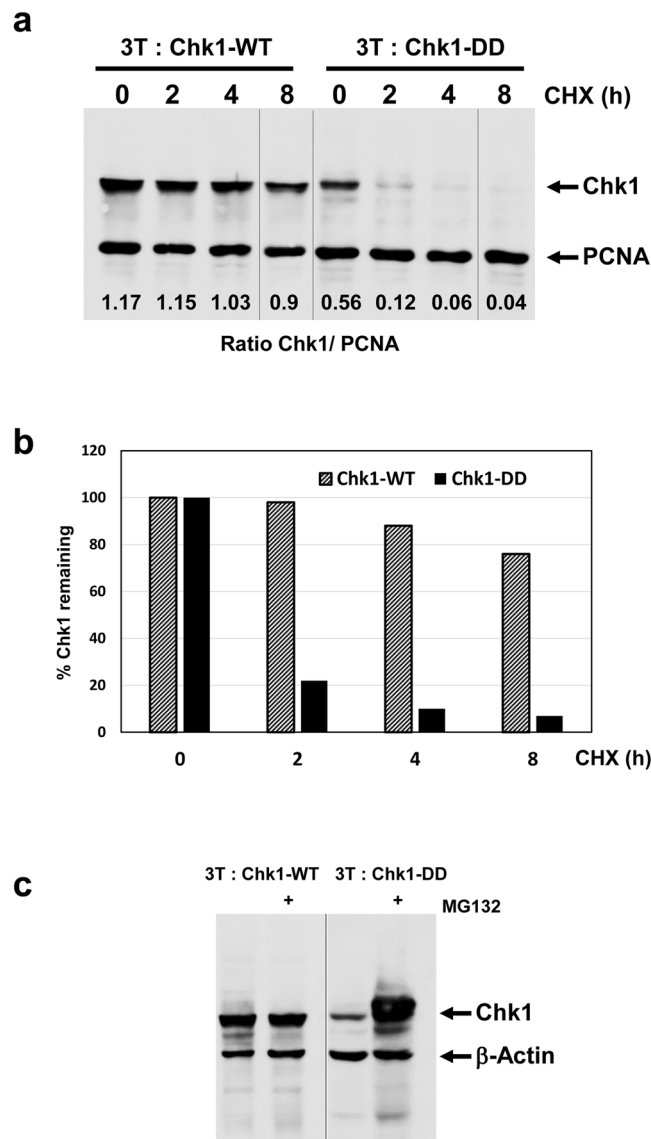 a
3T : Chk1-WT 3T : Chk1-DD
0 2 4 8 0 2 4 8 CHX (h)
Chk1
PCNA
1.17 1.15 1.03 0.9 0.56 0.12 0.06 0.04
Ratio Chk1/ PCNA
b
120
100
80
60
40
20
0
% Chk1 remaining
Chk1-WT Chk1-DD
0 2 4 8 CHX (h)
c
3T : Chk1-WT 3T : Chk1-DD
+ + MG132
Chk1
β-Actin